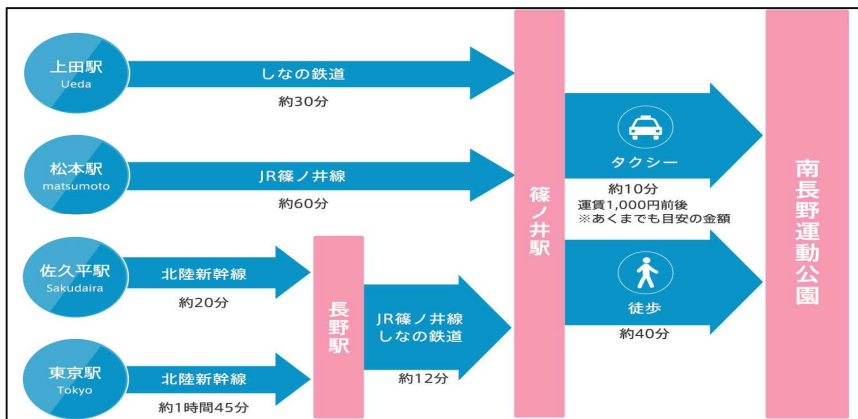 上田駅
Ueda
しなの鉄道
約30分
松本駅
matsumoto
JR篠ノ井線
約60分
佐久平駅
Sakudaira
北陸新幹線
約20分
東京駅
Tokyo
北陸新幹線
約1時間45分
長野駅
JR篠ノ井線
しなの鉄道
約12分
篠ノ井駅
タクシー
約10分
運賃1,000円前後
※あくまでも目安の金額
徒歩
約40分
南長野運動公園